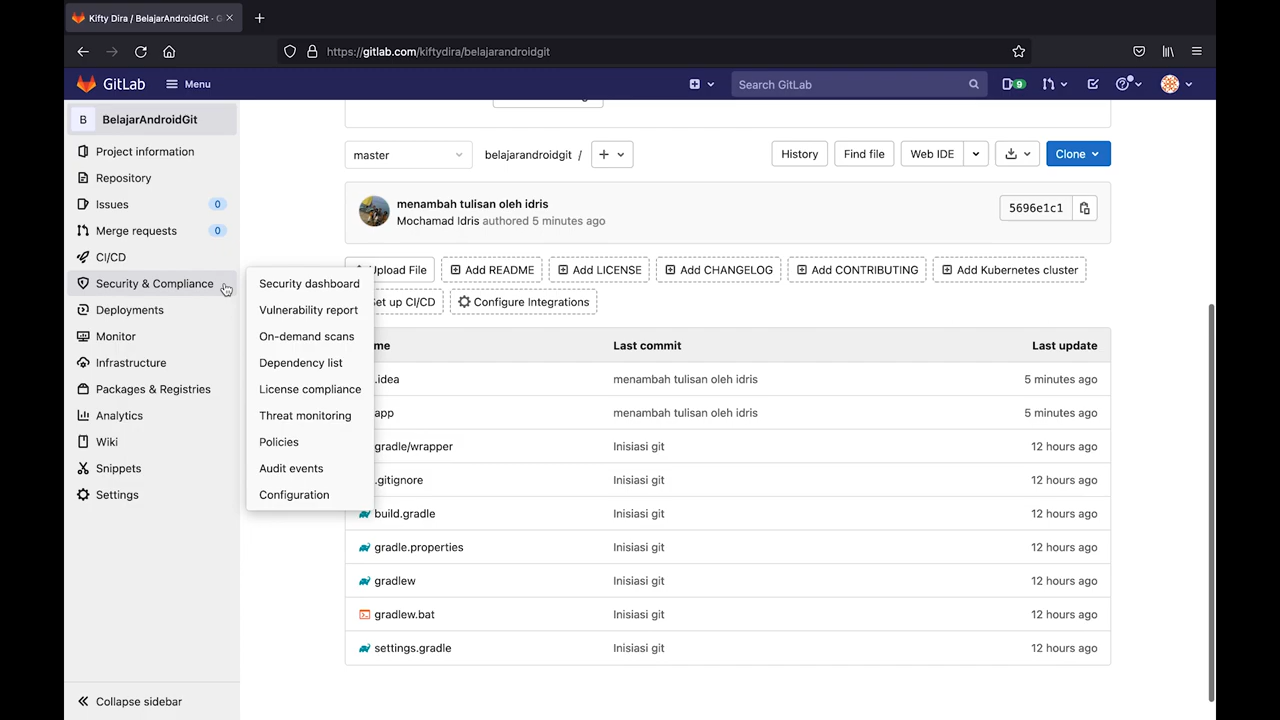 Kifty Dira / BelajarAndroidGit · G
https://gitlab.com/kiftydira/belajarandroidgit
GitLab
Menu
Search GitLab
9
B BelajarAndroidGit
Project information
Repository
Issues 0
Merge requests 0
CI/CD
Security & Compliance
Deployments
Monitor
Infrastructure
Packages & Registries
Analytics
Wiki
Snippets
Settings
Collapse sidebar
Security dashboard
Vulnerability report
On-demand scans
Dependency list
License compliance
Threat monitoring
Policies
Audit events
Configuration
master
belajarandroidgit /
History
Find file
Web IDE
Clone
menambah tulisan oleh idris
Mochamad Idris authored 5 minutes ago
5696e1c1
Upload File
Add README
Add LICENSE
Add CHANGELOG
Add CONTRIBUTING
Add Kubernetes cluster
Set up CI/CD
Configure Integrations
me Last commit Last update
.idea menambah tulisan oleh idris 5 minutes ago
app menambah tulisan oleh idris 5 minutes ago
gradle/wrapper Inisiasi git 12 hours ago
.gitignore Inisiasi git 12 hours ago
build.gradle Inisiasi git 12 hours ago
gradle.properties Inisiasi git 12 hours ago
gradlew Inisiasi git 12 hours ago
gradlew.bat Inisiasi git 12 hours ago
settings.gradle Inisiasi git 12 hours ago